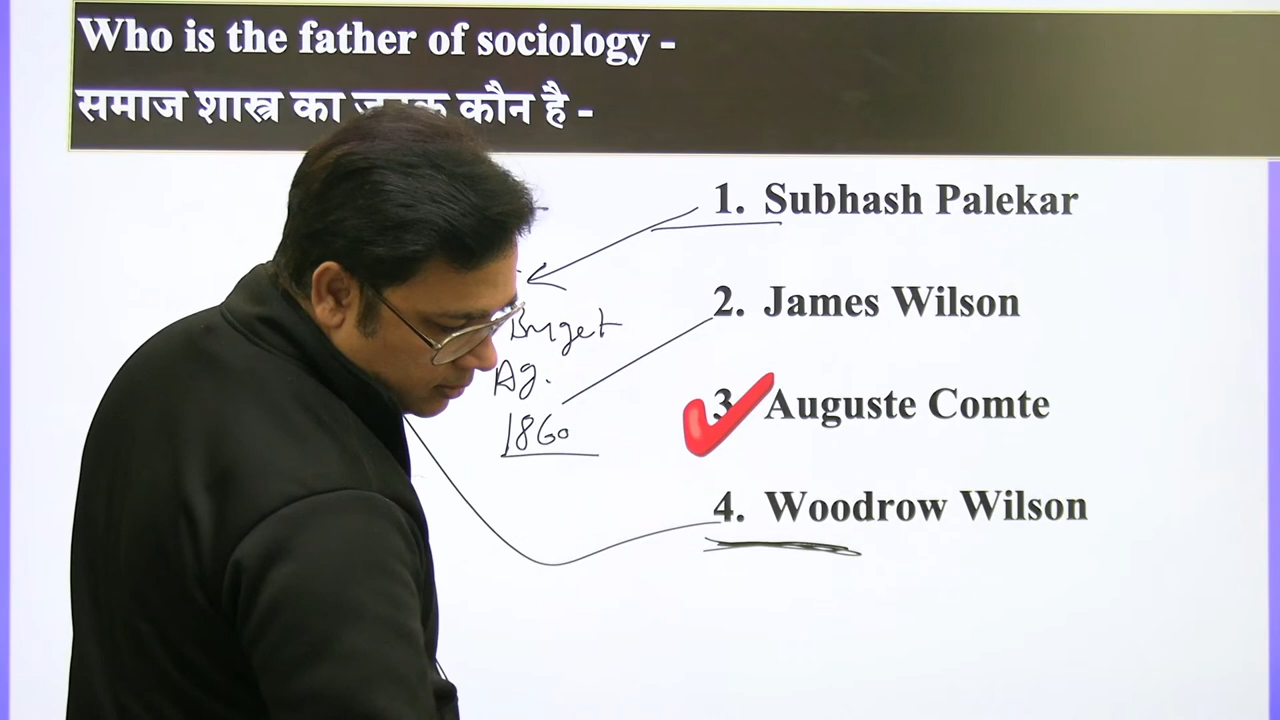 Who is the father of sociology -
समाज शास्त्र का जनक कौन है -
1. Subhash Palekar
2. James Wilson
3. Auguste Comte
4. Woodrow Wilson
Ag.
1860